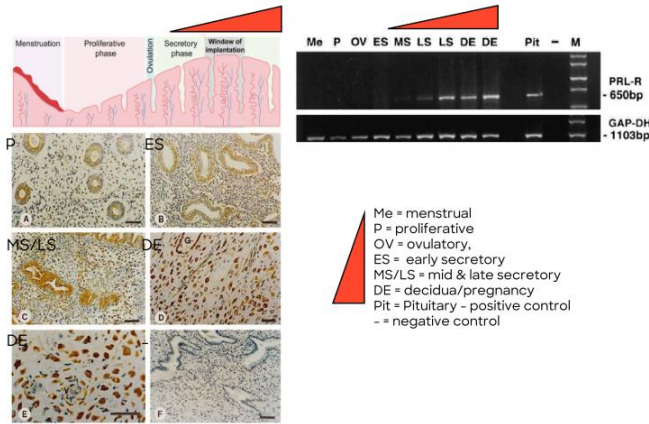 Menstruation
Proliferative
phase
Ovulation
Secretory
phase
Window of
implantation
Me P OV ES MS LS LS DE DE Pit – M
PRL-R
- 650bp
GAP-DH
- 1103bp
P
A
ES
B
MS/LS
C
DE
G
D
DE
V
E
-
F
Me = menstrual
P = proliferative
OV = ovulatory,
ES = early secretory
MS/LS = mid & late secretory
DE = decidua/pregnancy
Pit = Pituitary - positive control
- = negative control